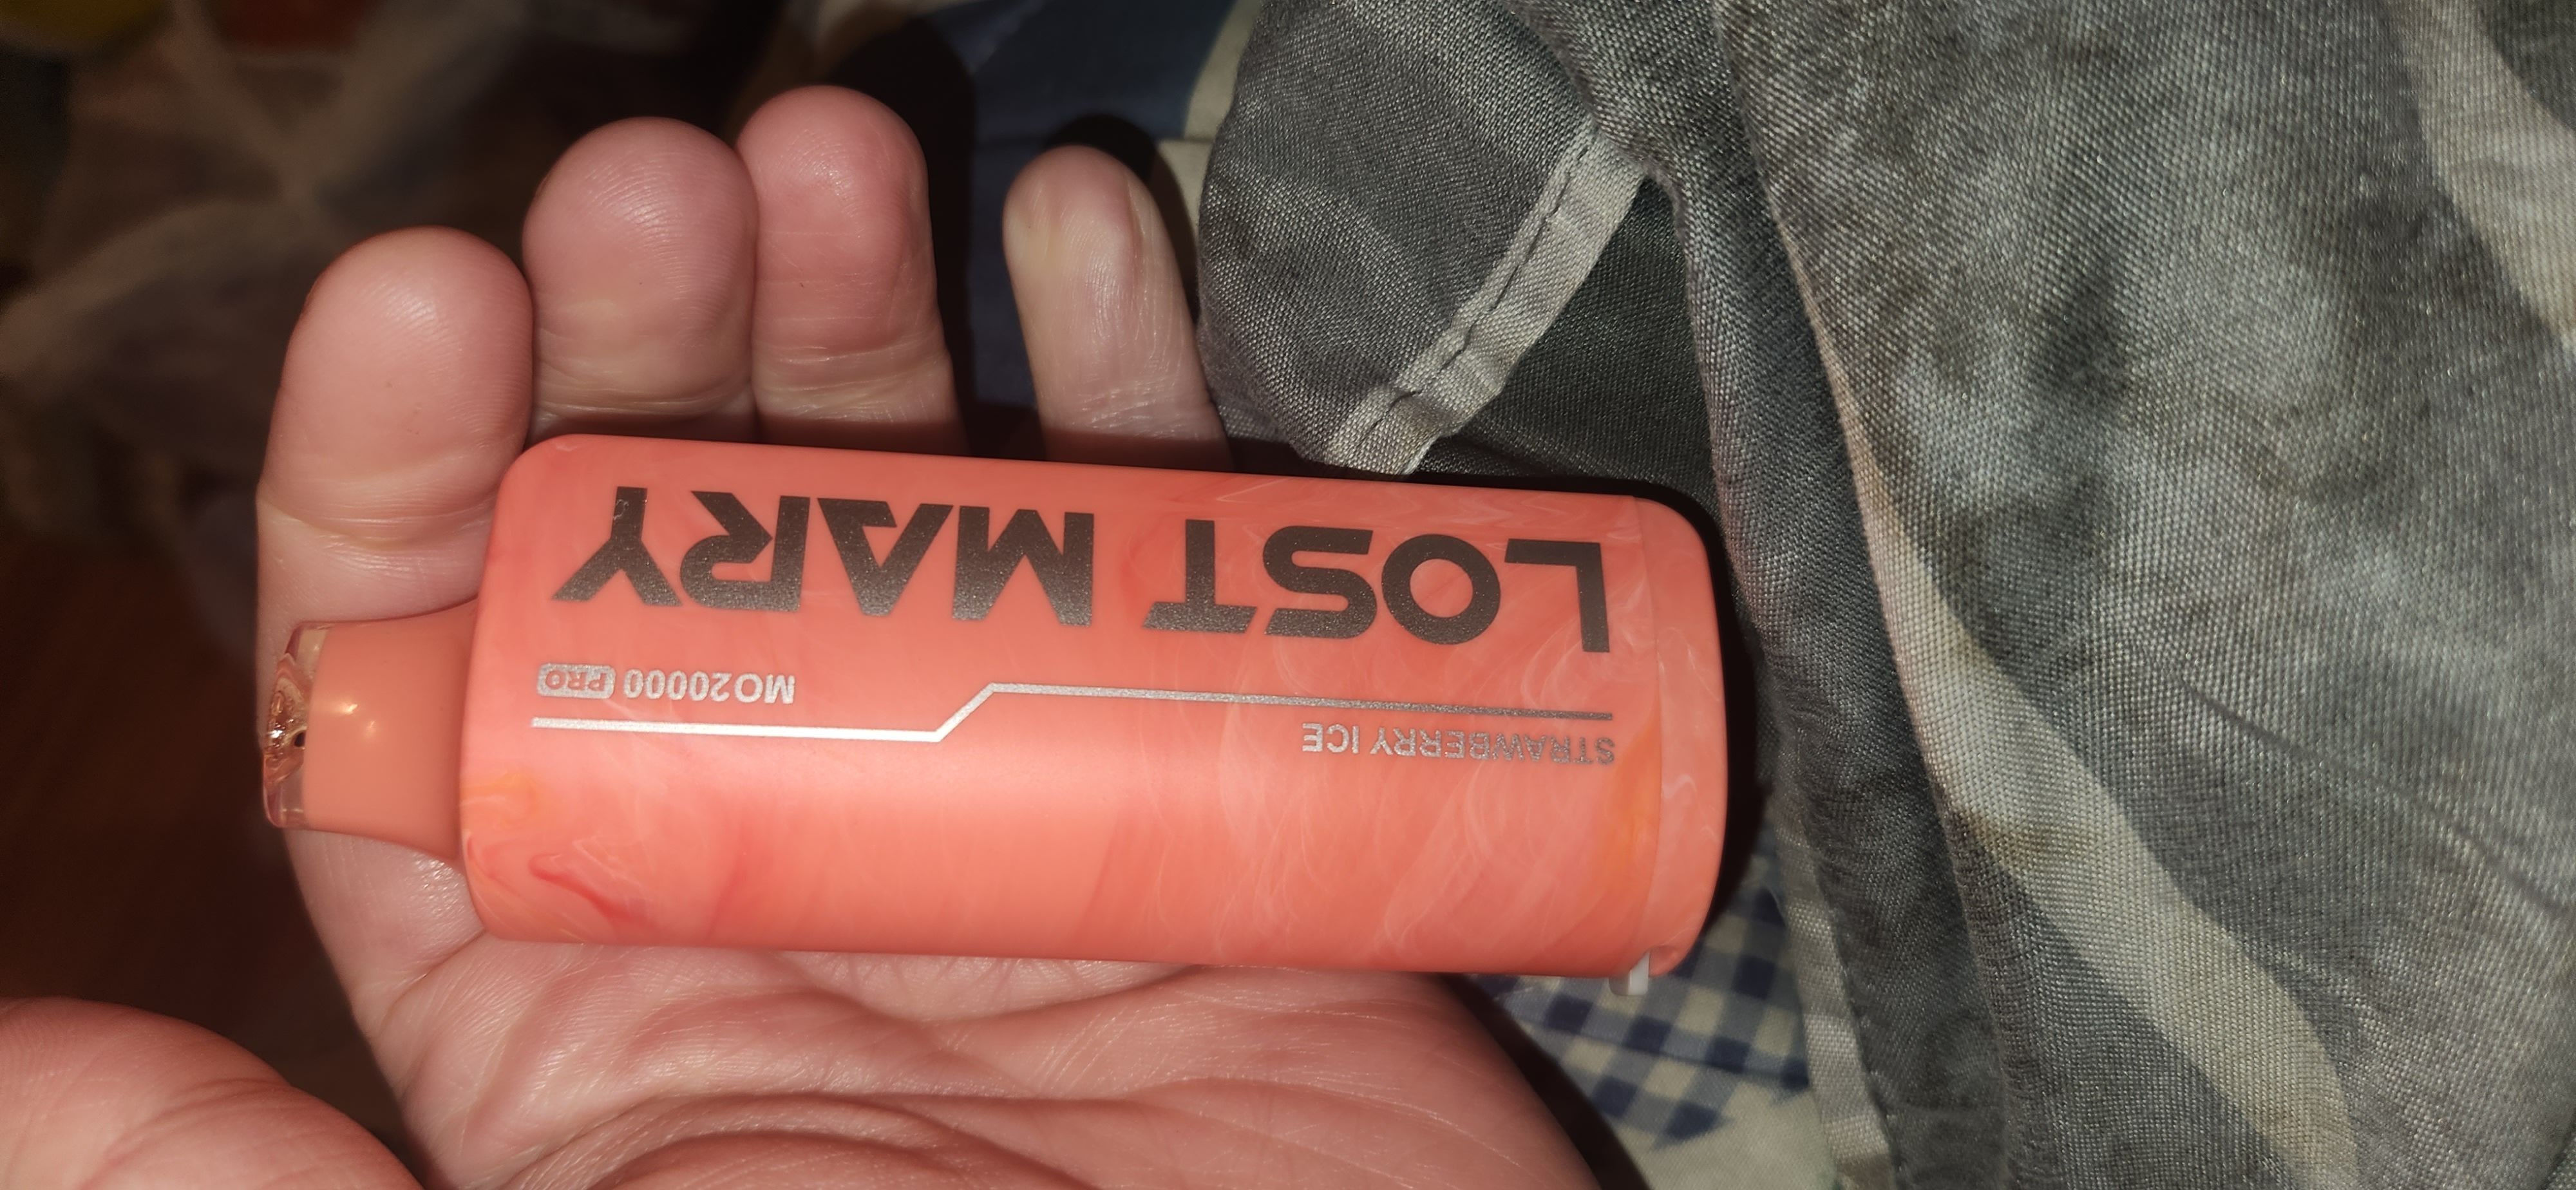 LOST MARY
MO20000 PRO
STRAWBERRY ICE